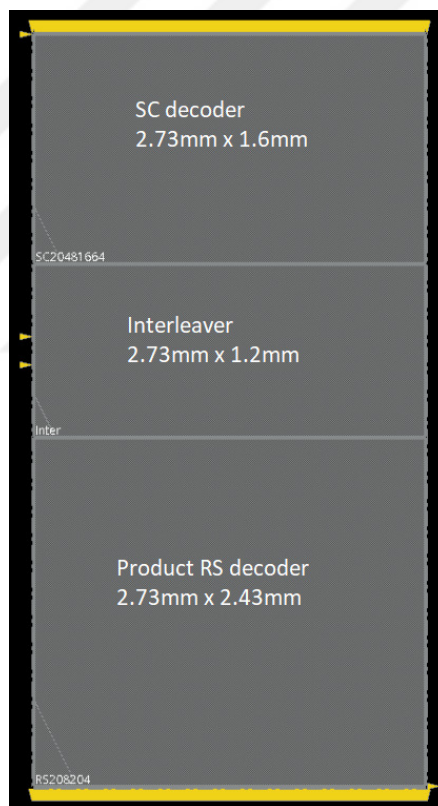 SC decoder
2.73mm x 1.6mm
SC20481664
Interleaver
2.73mm x 1.2mm
Inter
Product RS decoder
2.73mm x 2.43mm
RS208204